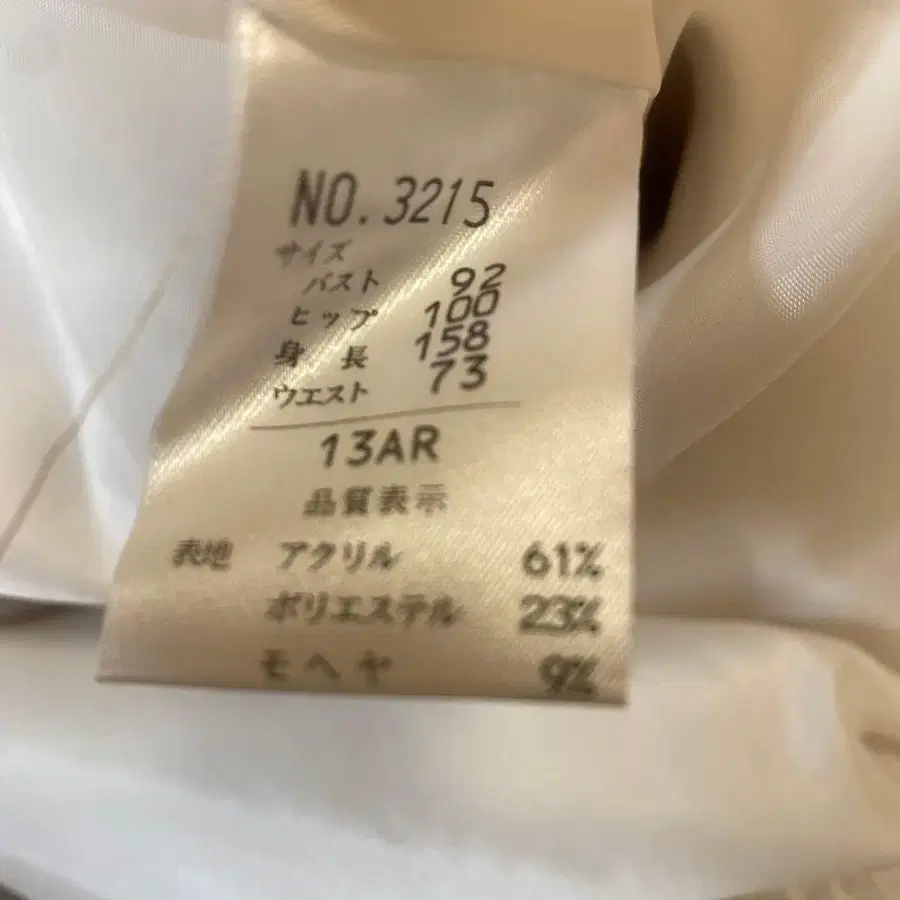 NO. 3215
サイズ
バスト 92
ヒップ 100
身長 158
ウエスト 73
13AR
品質表示
表地 アクリル 61%
ポリエステル 23%
モヘヤ 9%